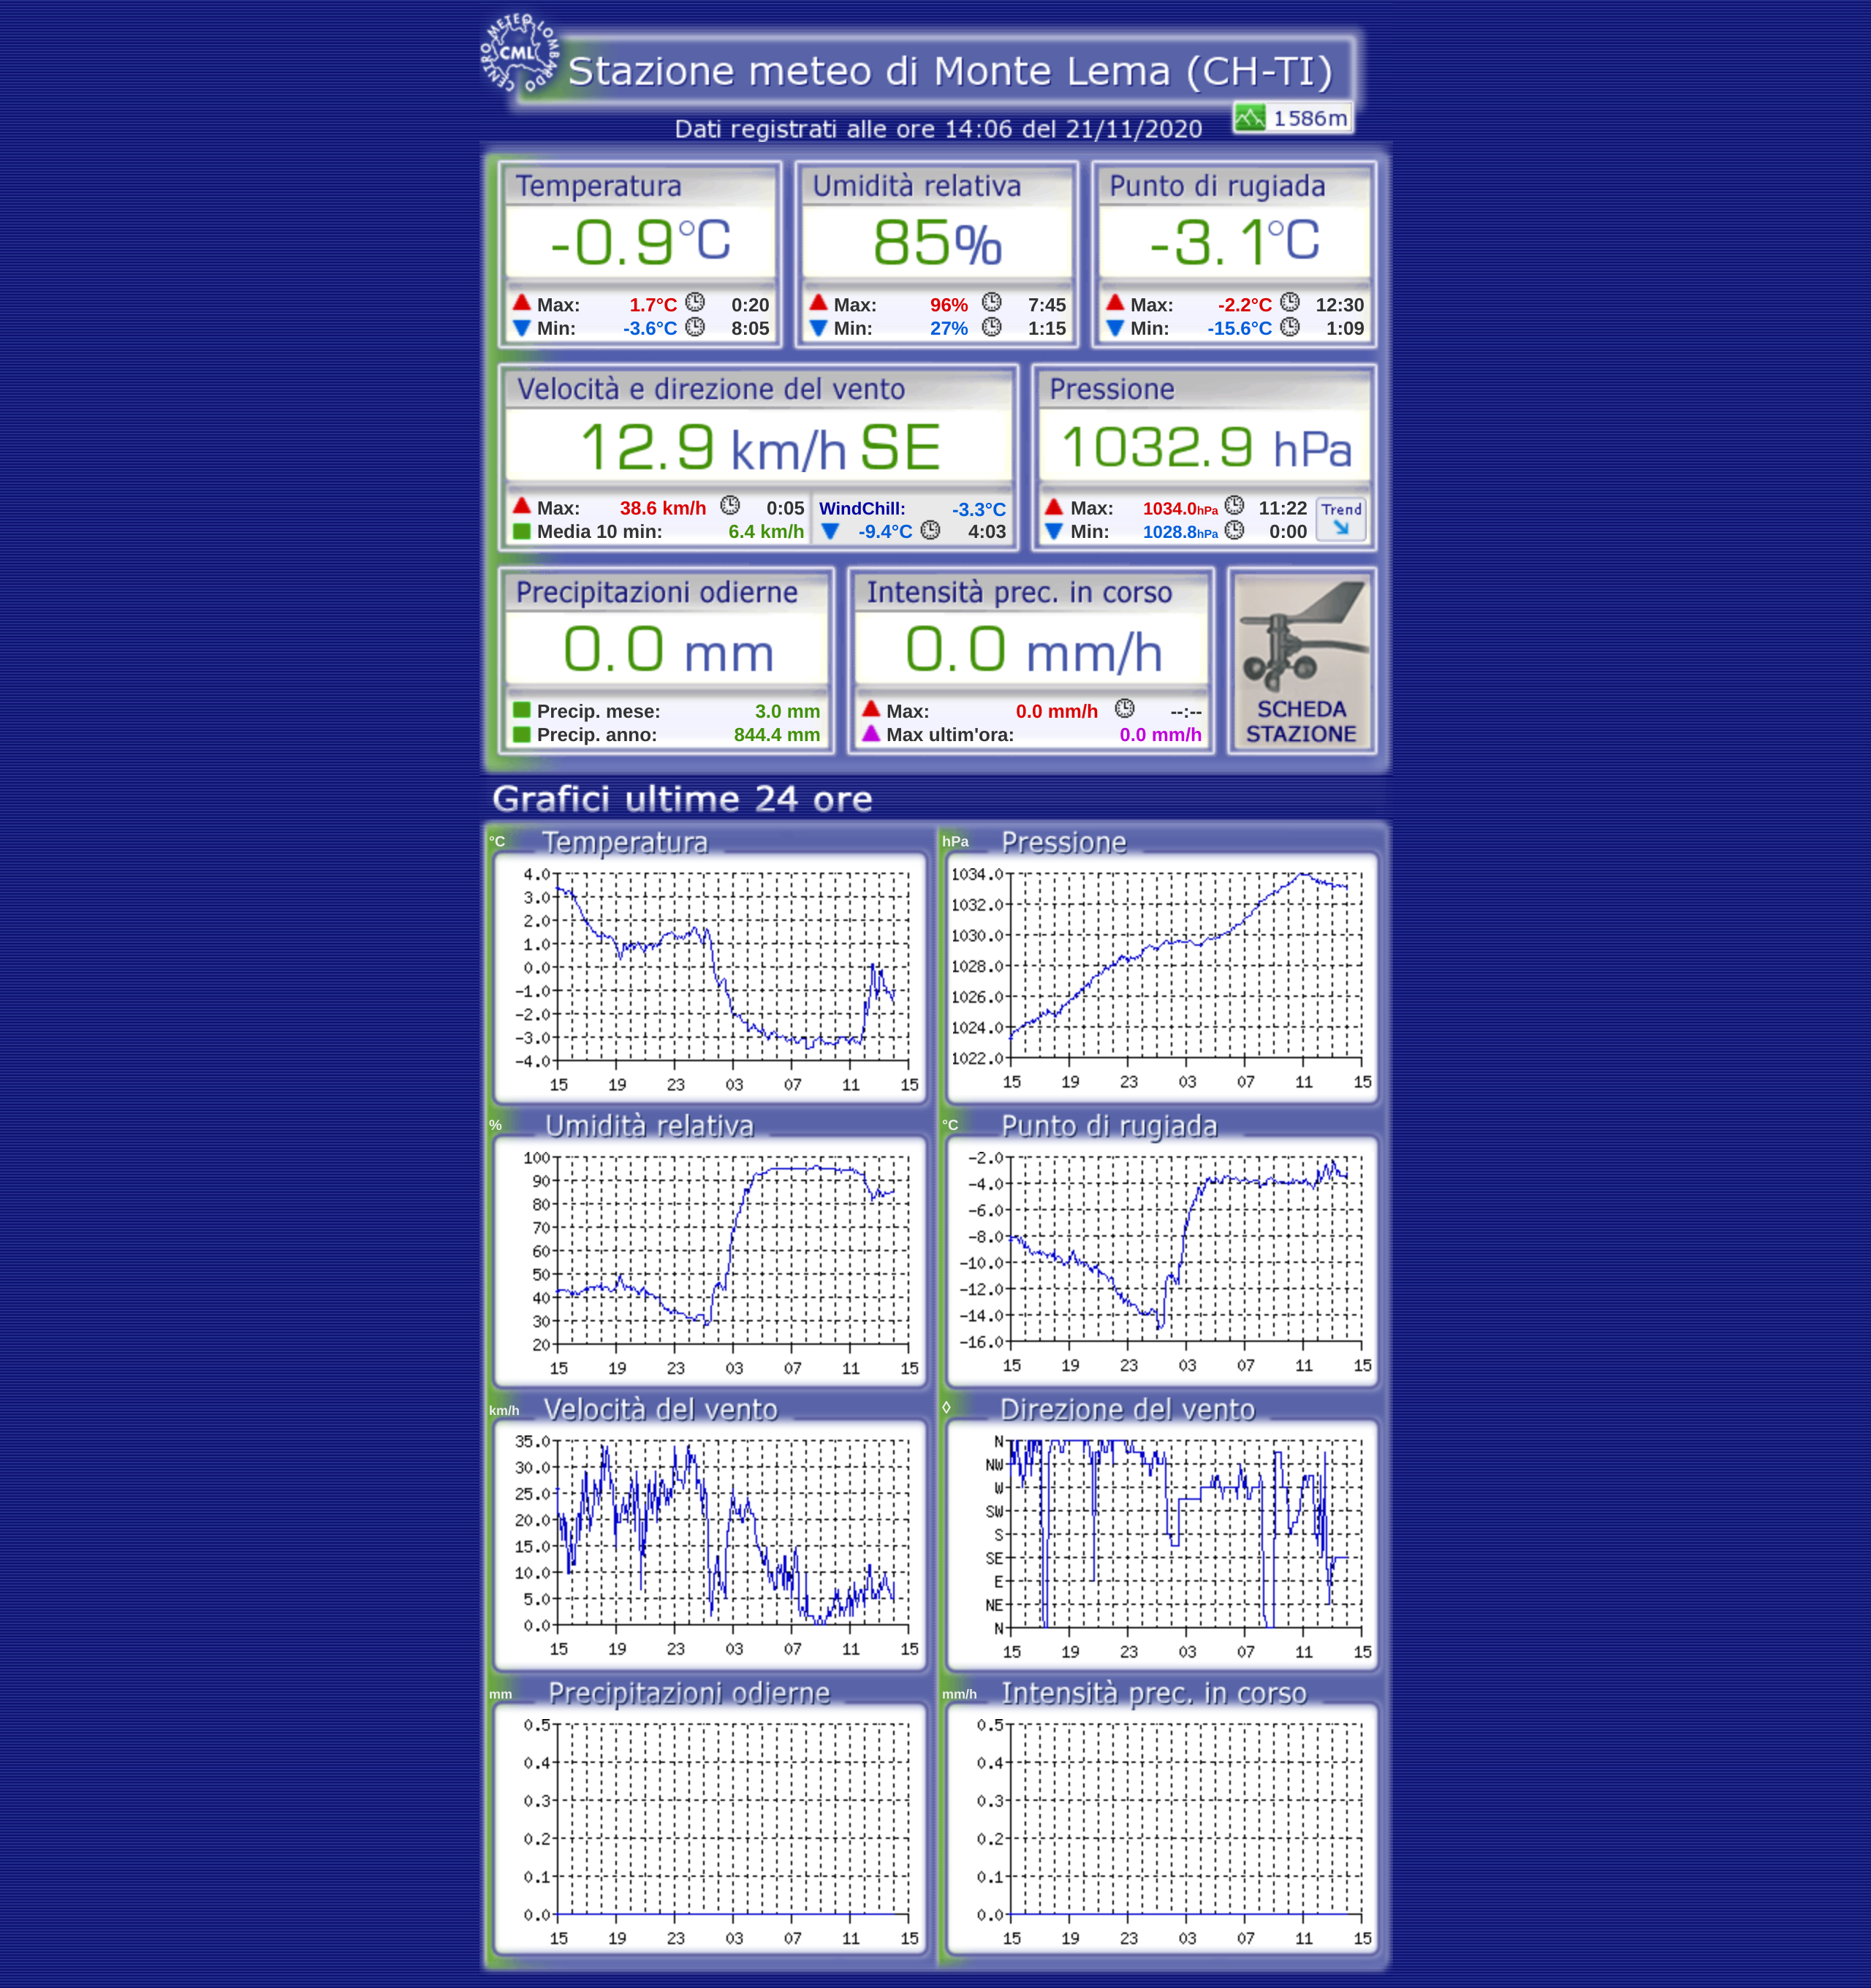 CENTRO METEO LOMBARDO
CML
Stazione meteo di Monte Lema (CH-TI)
1586m
Dati registrati alle ore 14:06 del 21/11/2020
Temperatura
-0.9°C
Max: 1.7°C 0:20
Min: -3.6°C 8:05
Umidità relativa
85%
Max: 96% 7:45
Min: 27% 1:15
Punto di rugiada
-3.1°C
Max: -2.2°C 12:30
Min: -15.6°C 1:09
Velocità e direzione del vento
12.9 km/h SE
Max: 38.6 km/h 0:05
Media 10 min: 6.4 km/h
WindChill: -3.3°C
-9.4°C 4:03
Pressione
1032.9 hPa
Max: 1034.0hPa 11:22
Min: 1028.8hPa 0:00
Trend
Precipitazioni odierne
0.0 mm
Precip. mese: 3.0 mm
Precip. anno: 844.4 mm
Intensità prec. in corso
0.0 mm/h
Max: 0.0 mm/h --:--
Max ultim'ora: 0.0 mm/h
SCHEDA
STAZIONE
Grafici ultime 24 ore
°C Temperatura
4.0
3.0
2.0
1.0
0.0
-1.0
-2.0
-3.0
-4.0
15 19 23 03 07 11 15
hPa Pressione
1034.0
1032.0
1030.0
1028.0
1026.0
1024.0
1022.0
15 19 23 03 07 11 15
% Umidità relativa
100
90
80
70
60
50
40
30
20
15 19 23 03 07 11 15
°C Punto di rugiada
-2.0
-4.0
-6.0
-8.0
-10.0
-12.0
-14.0
-16.0
15 19 23 03 07 11 15
km/h Velocità del vento
35.0
30.0
25.0
20.0
15.0
10.0
5.0
0.0
15 19 23 03 07 11 15
◊ Direzione del vento
N
NW
W
SW
S
SE
E
NE
N
15 19 23 03 07 11 15
mm Precipitazioni odierne
0.5
0.4
0.3
0.2
0.1
0.0
15 19 23 03 07 11 15
mm/h Intensità prec. in corso
0.5
0.4
0.3
0.2
0.1
0.0
15 19 23 03 07 11 15